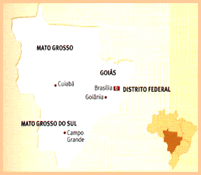 MATO GROSSO
GOIÁS
Cuiabá
Brasília
DISTRITO FEDERAL
Goiânia
MATO GROSSO DO SUL
Campo
Grande